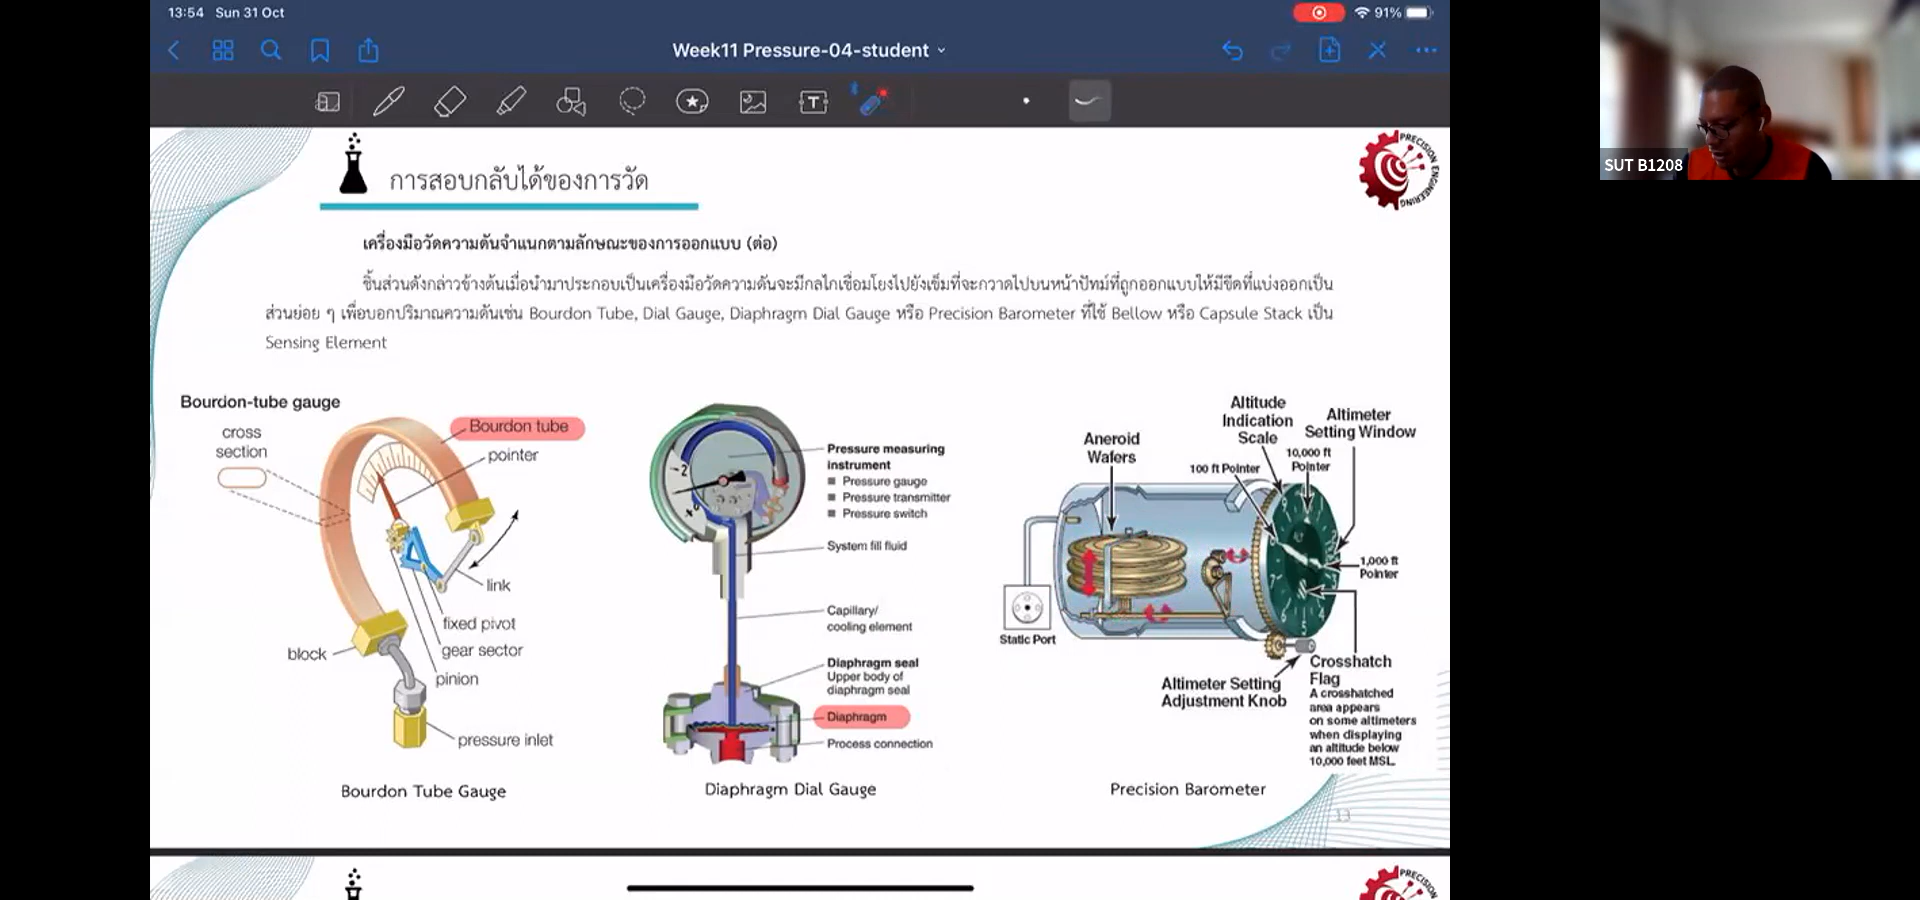 13:54 Sun 31 Oct
91%
Week11 Pressure-04-student
SUT B1208
PRECISION ENGINEERING
การสอบกลับได้ของการวัด
เครื่องมือวัดความดันจำแนกตามลักษณะของการออกแบบ (ต่อ)
ชิ้นส่วนดังกล่าวข้างต้นเมื่อนำมาประกอบเป็นเครื่องมือวัดความดันจะมีกลไกเชื่อมโยงไปยังเข็มที่จะกวาดไปบนหน้าปัทม์ที่ถูกออกแบบให้มีขีดที่แบ่งออกเป็น
ส่วนย่อย ๆ เพื่อบอกปริมาณความดันเช่น Bourdon Tube, Dial Gauge, Diaphragm Dial Gauge หรือ Precision Barometer ที่ใช้ Bellow หรือ Capsule Stack เป็น
Sensing Element
Bourdon-tube gauge
cross
section
Bourdon tube
pointer
link
fixed pivot
gear sector
pinion
block
pressure inlet
Bourdon Tube Gauge
Pressure measuring
instrument
Pressure gauge
Pressure transmitter
Pressure switch
System fill fluid
Capillary/
cooling element
Diaphragm seal
Upper body of
diaphragm seal
Diaphragm
Process connection
Diaphragm Dial Gauge
Altitude
Indication
Scale
Altimeter
Setting Window
Aneroid
Wafers
100 ft Pointer
10,000 ft
Pointer
1,000 ft
Pointer
Static Port
Altimeter Setting
Adjustment Knob
Crosshatch
Flag
A crosshatched
area appears
on some altimeters
when displaying
an altitude below
10,000 feet MSL.
Precision Barometer
13
PRECISION